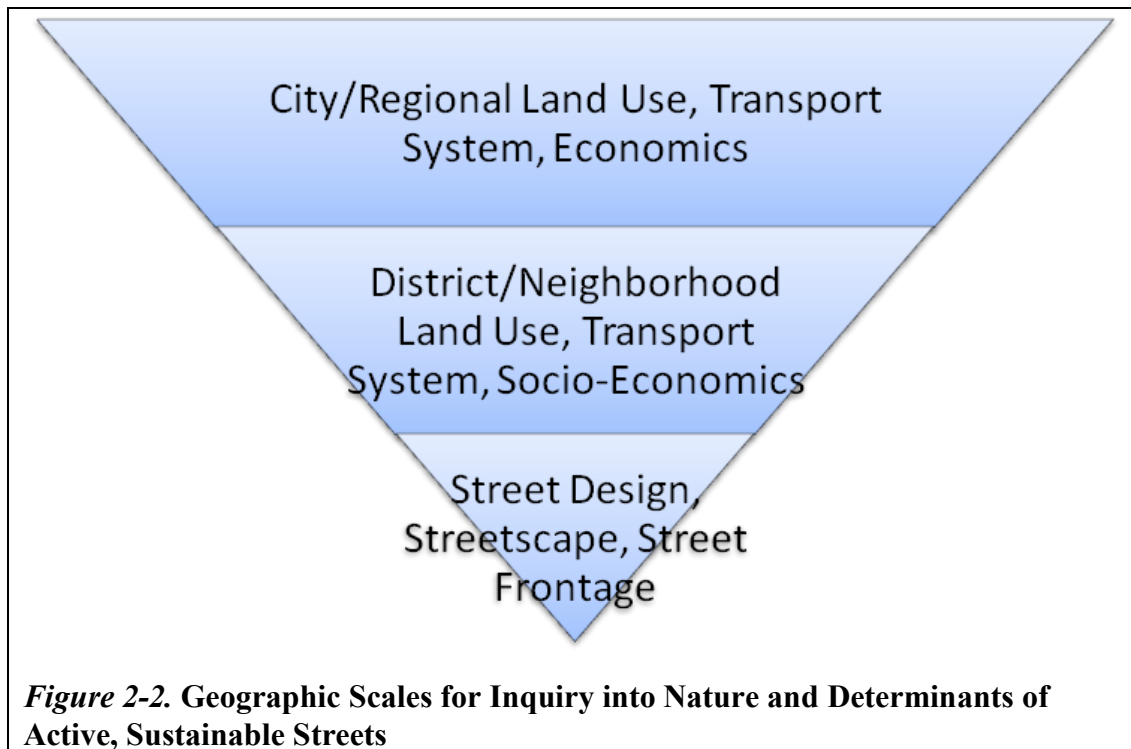 City/Regional Land Use, Transport
System, Economics
District/Neighborhood
Land Use, Transport
System, Socio-Economics
Street Design,
Streetscape, Street
Frontage
Figure 2-2. Geographic Scales for Inquiry into Nature and Determinants of
Active, Sustainable Streets